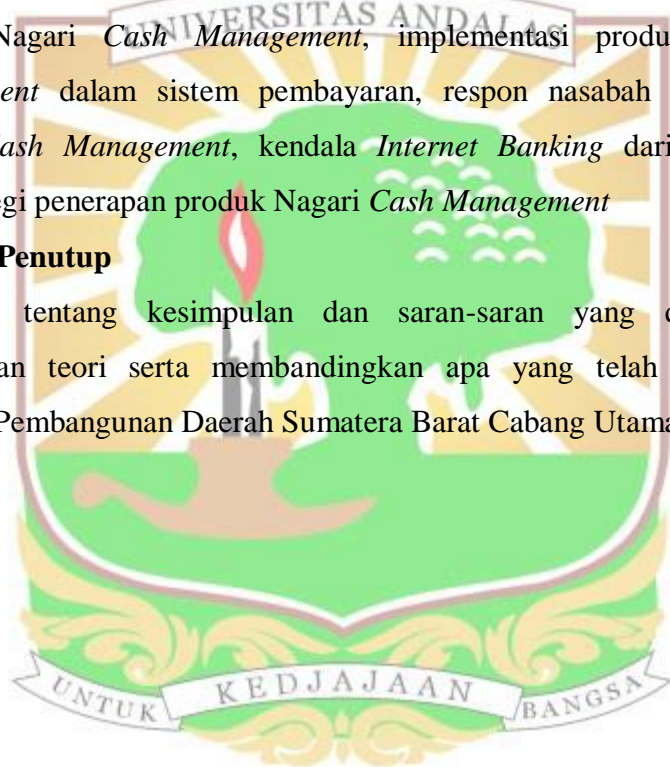 UNIVERSITAS ANDALAS
Nagari Cash Management, implementasi produ
ent dalam sistem pembayaran, respon nasabah
ash Management, kendala Internet Banking dari
egi penerapan produk Nagari Cash Management
Penutup
tentang kesimpulan dan saran-saran yang d
an teori serta membandingkan apa yang telah
Pembangunan Daerah Sumatera Barat Cabang Utama
UNTUK KEDJAJAAN BANGSA